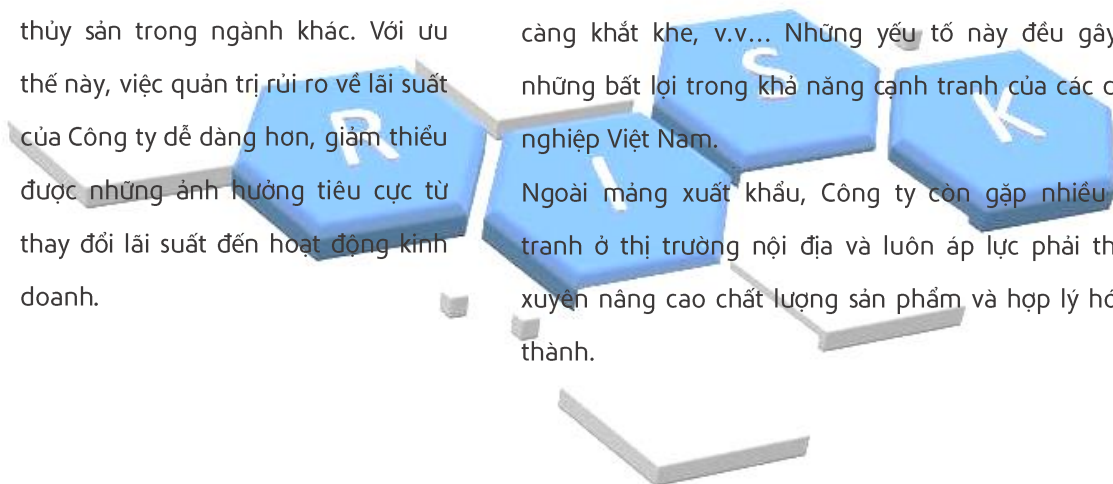 thủy sản trong ngành khác. Với ưu
thế này, việc quản trị rủi ro về lãi suất
của Công ty dễ dàng hơn, giảm thiểu
được những ảnh hưởng tiêu cực từ
thay đổi lãi suất đến hoạt động kinh
doanh.
càng khắt khe, v.v... Những yếu tố này đều gây
những bất lợi trong khả năng cạnh tranh của các
nghiệp Việt Nam.
Ngoài mảng xuất khẩu, Công ty còn gặp nhiều
tranh ở thị trường nội địa và luôn áp lực phải
xuyên nâng cao chất lượng sản phẩm và hợp lý
thành.
R I S K